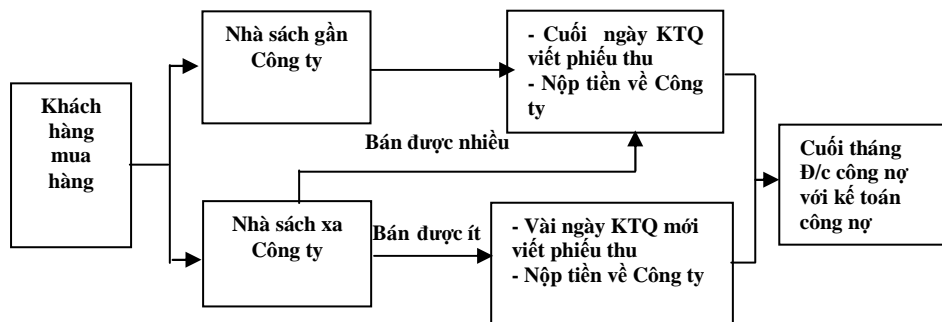 Khách
hàng
mua
hàng
Nhà sách gần
Công ty
- Cuối ngày KTQ
viết phiếu thu
- Nộp tiền về Công
ty
Bán được nhiều
Nhà sách xa
Công ty
Bán được ít
- Vài ngày KTQ mới
viết phiếu thu
- Nộp tiền về Công ty
Cuối tháng
Đ/c công nợ
với kế toán
công nợ